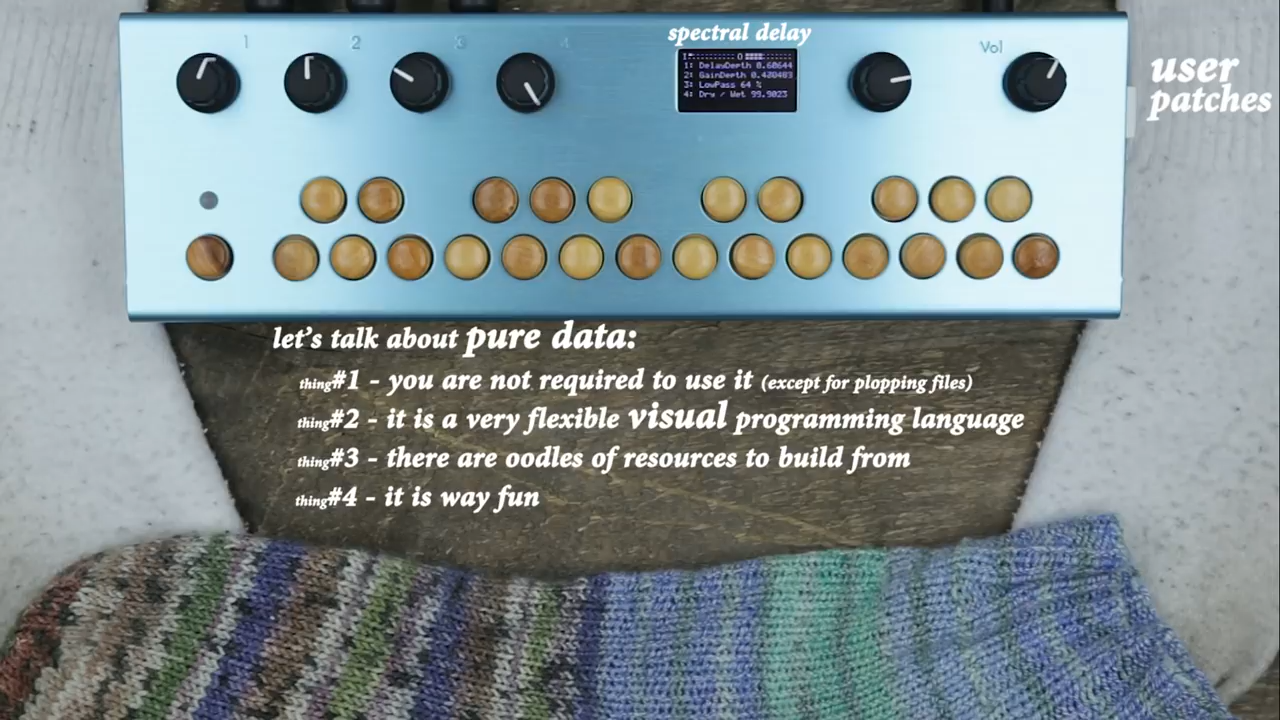 spectral delay
1 2 3 4
Vol
1: DelayDepth 0.60644
2: GainDepth 0.430489
3: LowPass 64 %
4: Dry / Wet 99.9023
user
patches
let's talk about pure data:
thing#1 - you are not required to use it (except for plopping files)
thing#2 - it is a very flexible visual programming language
thing#3 - there are oodles of resources to build from
thing#4 - it is way fun